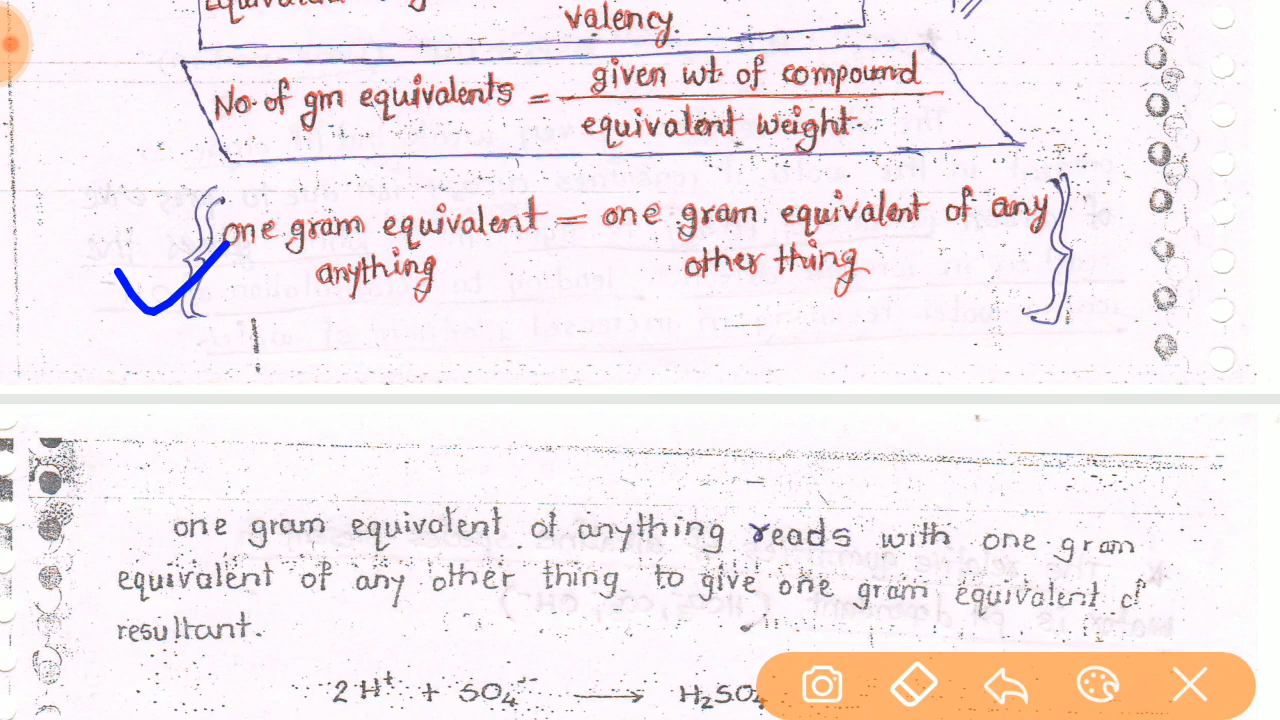 valency.
No. of gm equivalents = given wt. of compound
equivalent weight.
one gram equivalent = one gram equivalent of any
anything other thing
one gram equivalent of anything reads with one gram
equivalent of any other thing to give one gram equivalent of
resultant.
2H⁺ + SO₄⁻⁻ → H₂SO₄